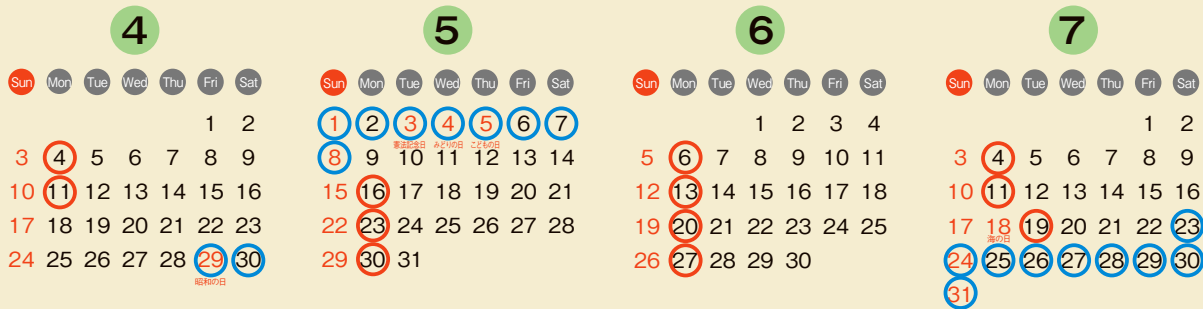 4
Sun Mon Tue Wed Thu Fri Sat
1 2
3 4 5 6 7 8 9
10 11 12 13 14 15 16
17 18 19 20 21 22 23
24 25 26 27 28 29 30
昭和の日
5
Sun Mon Tue Wed Thu Fri Sat
1 2 3 4 5 6 7
憲法記念日 みどりの日 こどもの日
8 9 10 11 12 13 14
15 16 17 18 19 20 21
22 23 24 25 26 27 28
29 30 31
6
Sun Mon Tue Wed Thu Fri Sat
1 2 3 4
5 6 7 8 9 10 11
12 13 14 15 16 17 18
19 20 21 22 23 24 25
26 27 28 29 30
7
Sun Mon Tue Wed Thu Fri Sat
1 2
3 4 5 6 7 8 9
10 11 12 13 14 15 16
17 18 19 20 21 22 23
海の日
24 25 26 27 28 29 30
31